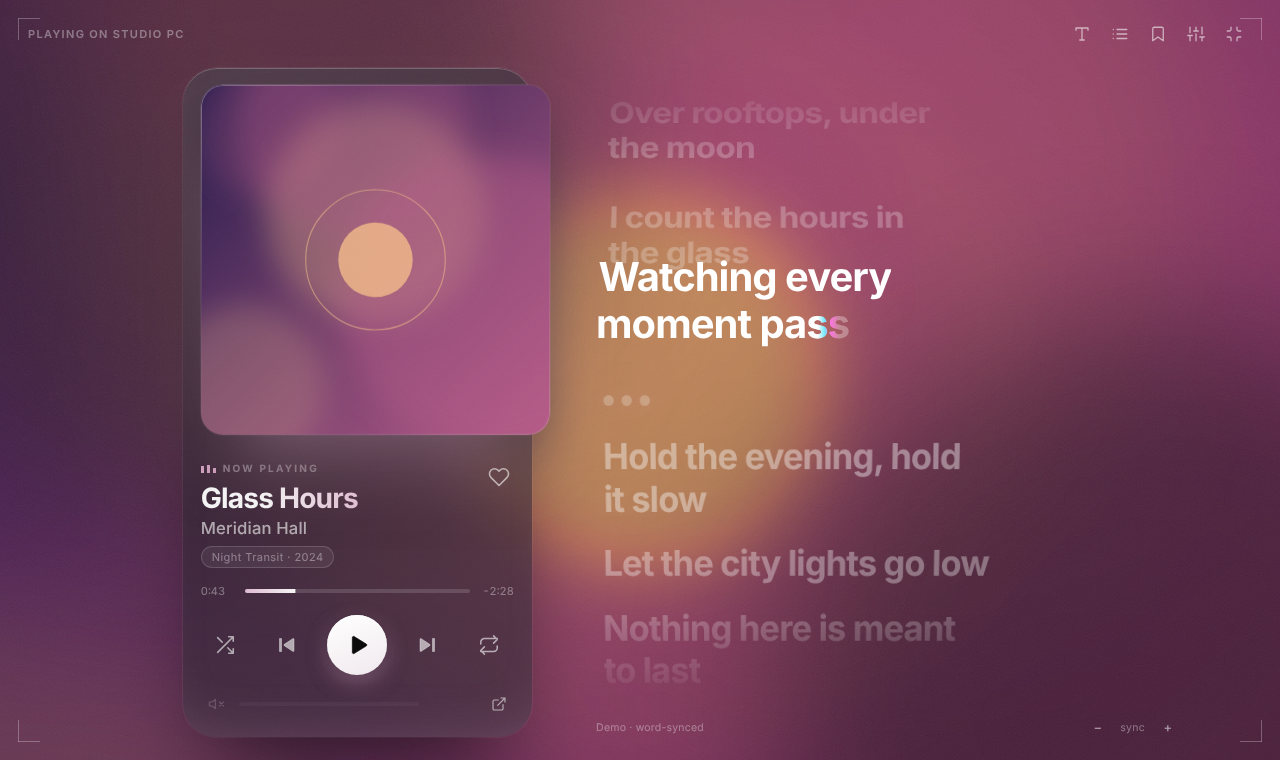 PLAYING ON STUDIO PC
Over rooftops, under
the moon
I count the hours in
the glass
Watching every
moment pass
Hold the evening, hold
it slow
Let the city lights go low
Nothing here is meant
to last
NOW PLAYING
Glass Hours
Meridian Hall
Night Transit · 2024
0:43
-2:28
Demo · word-synced
− sync +